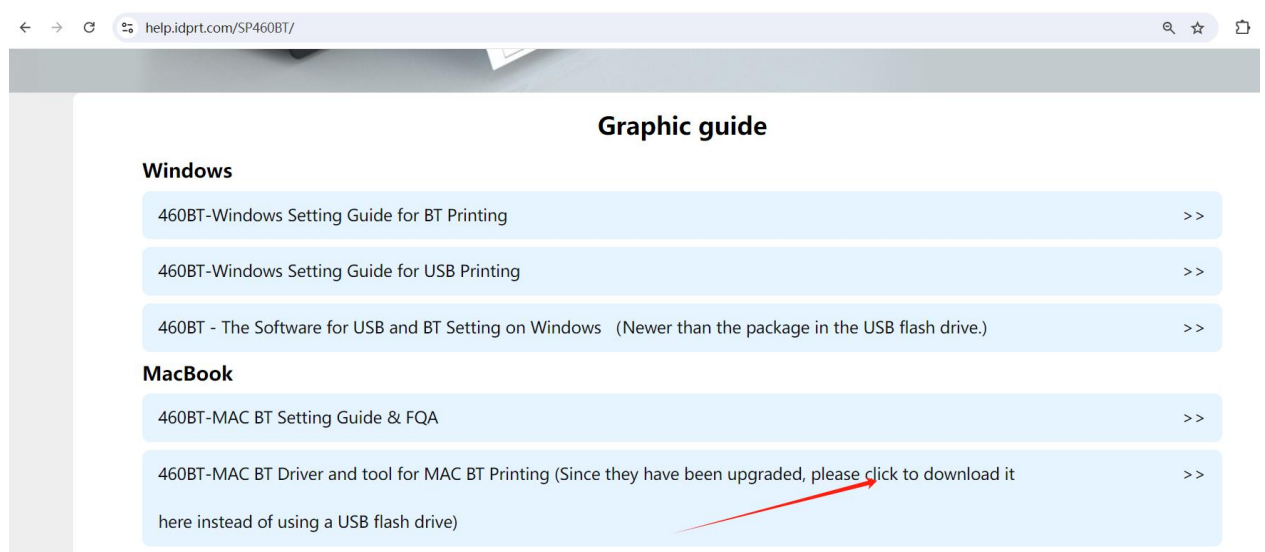 help.idprt.com/SP460BT/
Graphic guide
Windows
460BT-Windows Setting Guide for BT Printing >>
460BT-Windows Setting Guide for USB Printing >>
460BT - The Software for USB and BT Setting on Windows （Newer than the package in the USB flash drive.) >>
MacBook
460BT-MAC BT Setting Guide & FQA >>
460BT-MAC BT Driver and tool for MAC BT Printing (Since they have been upgraded, please click to download it >>
here instead of using a USB flash drive)